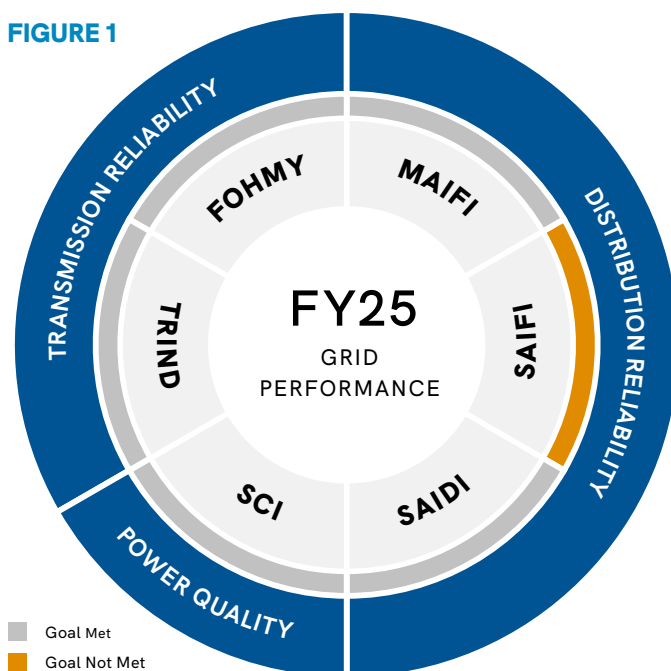 FIGURE 1
TRANSMISSION RELIABILITY
DISTRIBUTION RELIABILITY
POWER QUALITY
FOHMY
MAIFI
SAIFI
SAIDI
SCI
TRIND
FY25
GRID
PERFORMANCE
Goal Met
Goal Not Met